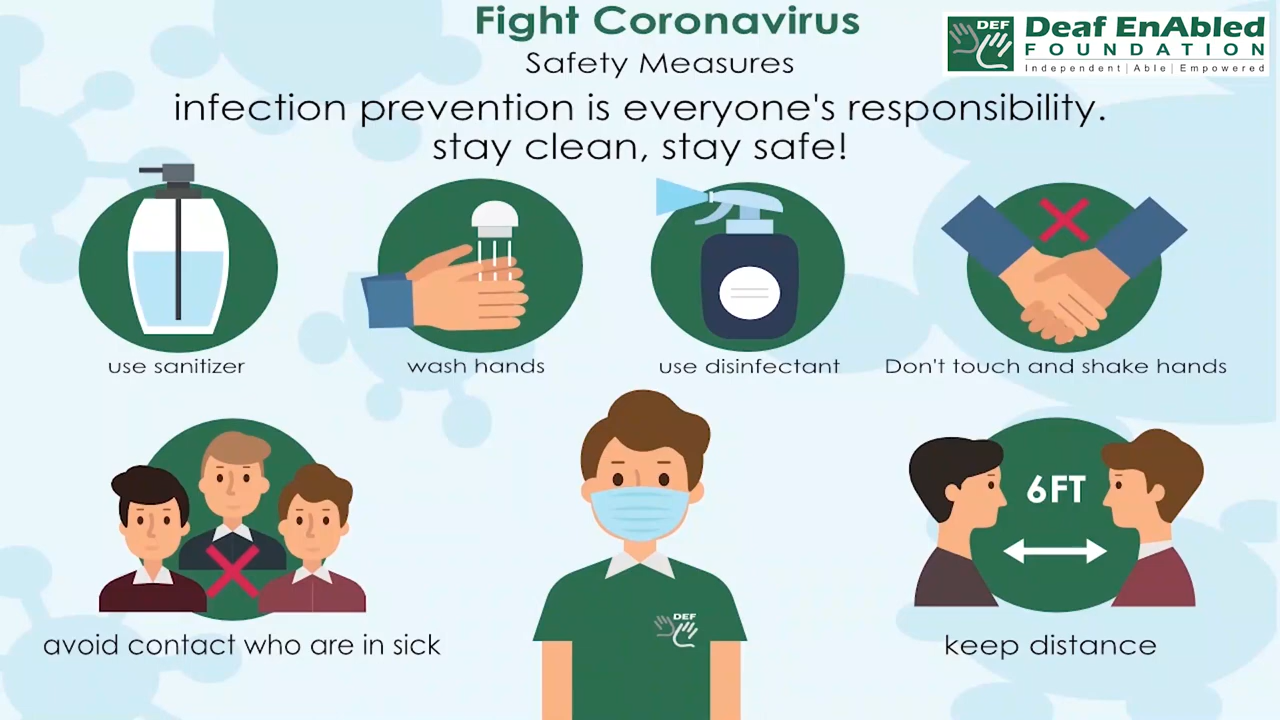 Fight Coronavirus
Safety Measures
DEF
Deaf EnAbled
FOUNDATION
Independent | Able | Empowered
infection prevention is everyone's responsibility.
stay clean, stay safe!
use sanitizer
wash hands
use disinfectant
Don't touch and shake hands
6FT
DEF
avoid contact who are in sick
keep distance